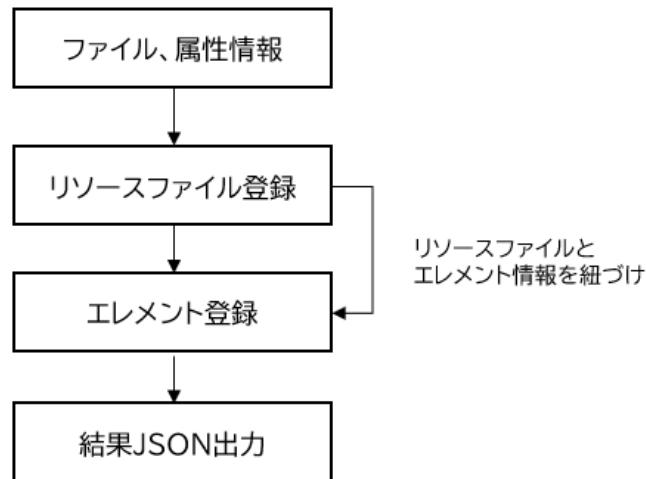 ファイル、属性情報
リソースファイル登録
リソースファイルと
エレメント情報を紐づけ
エレメント登録
結果JSON出力